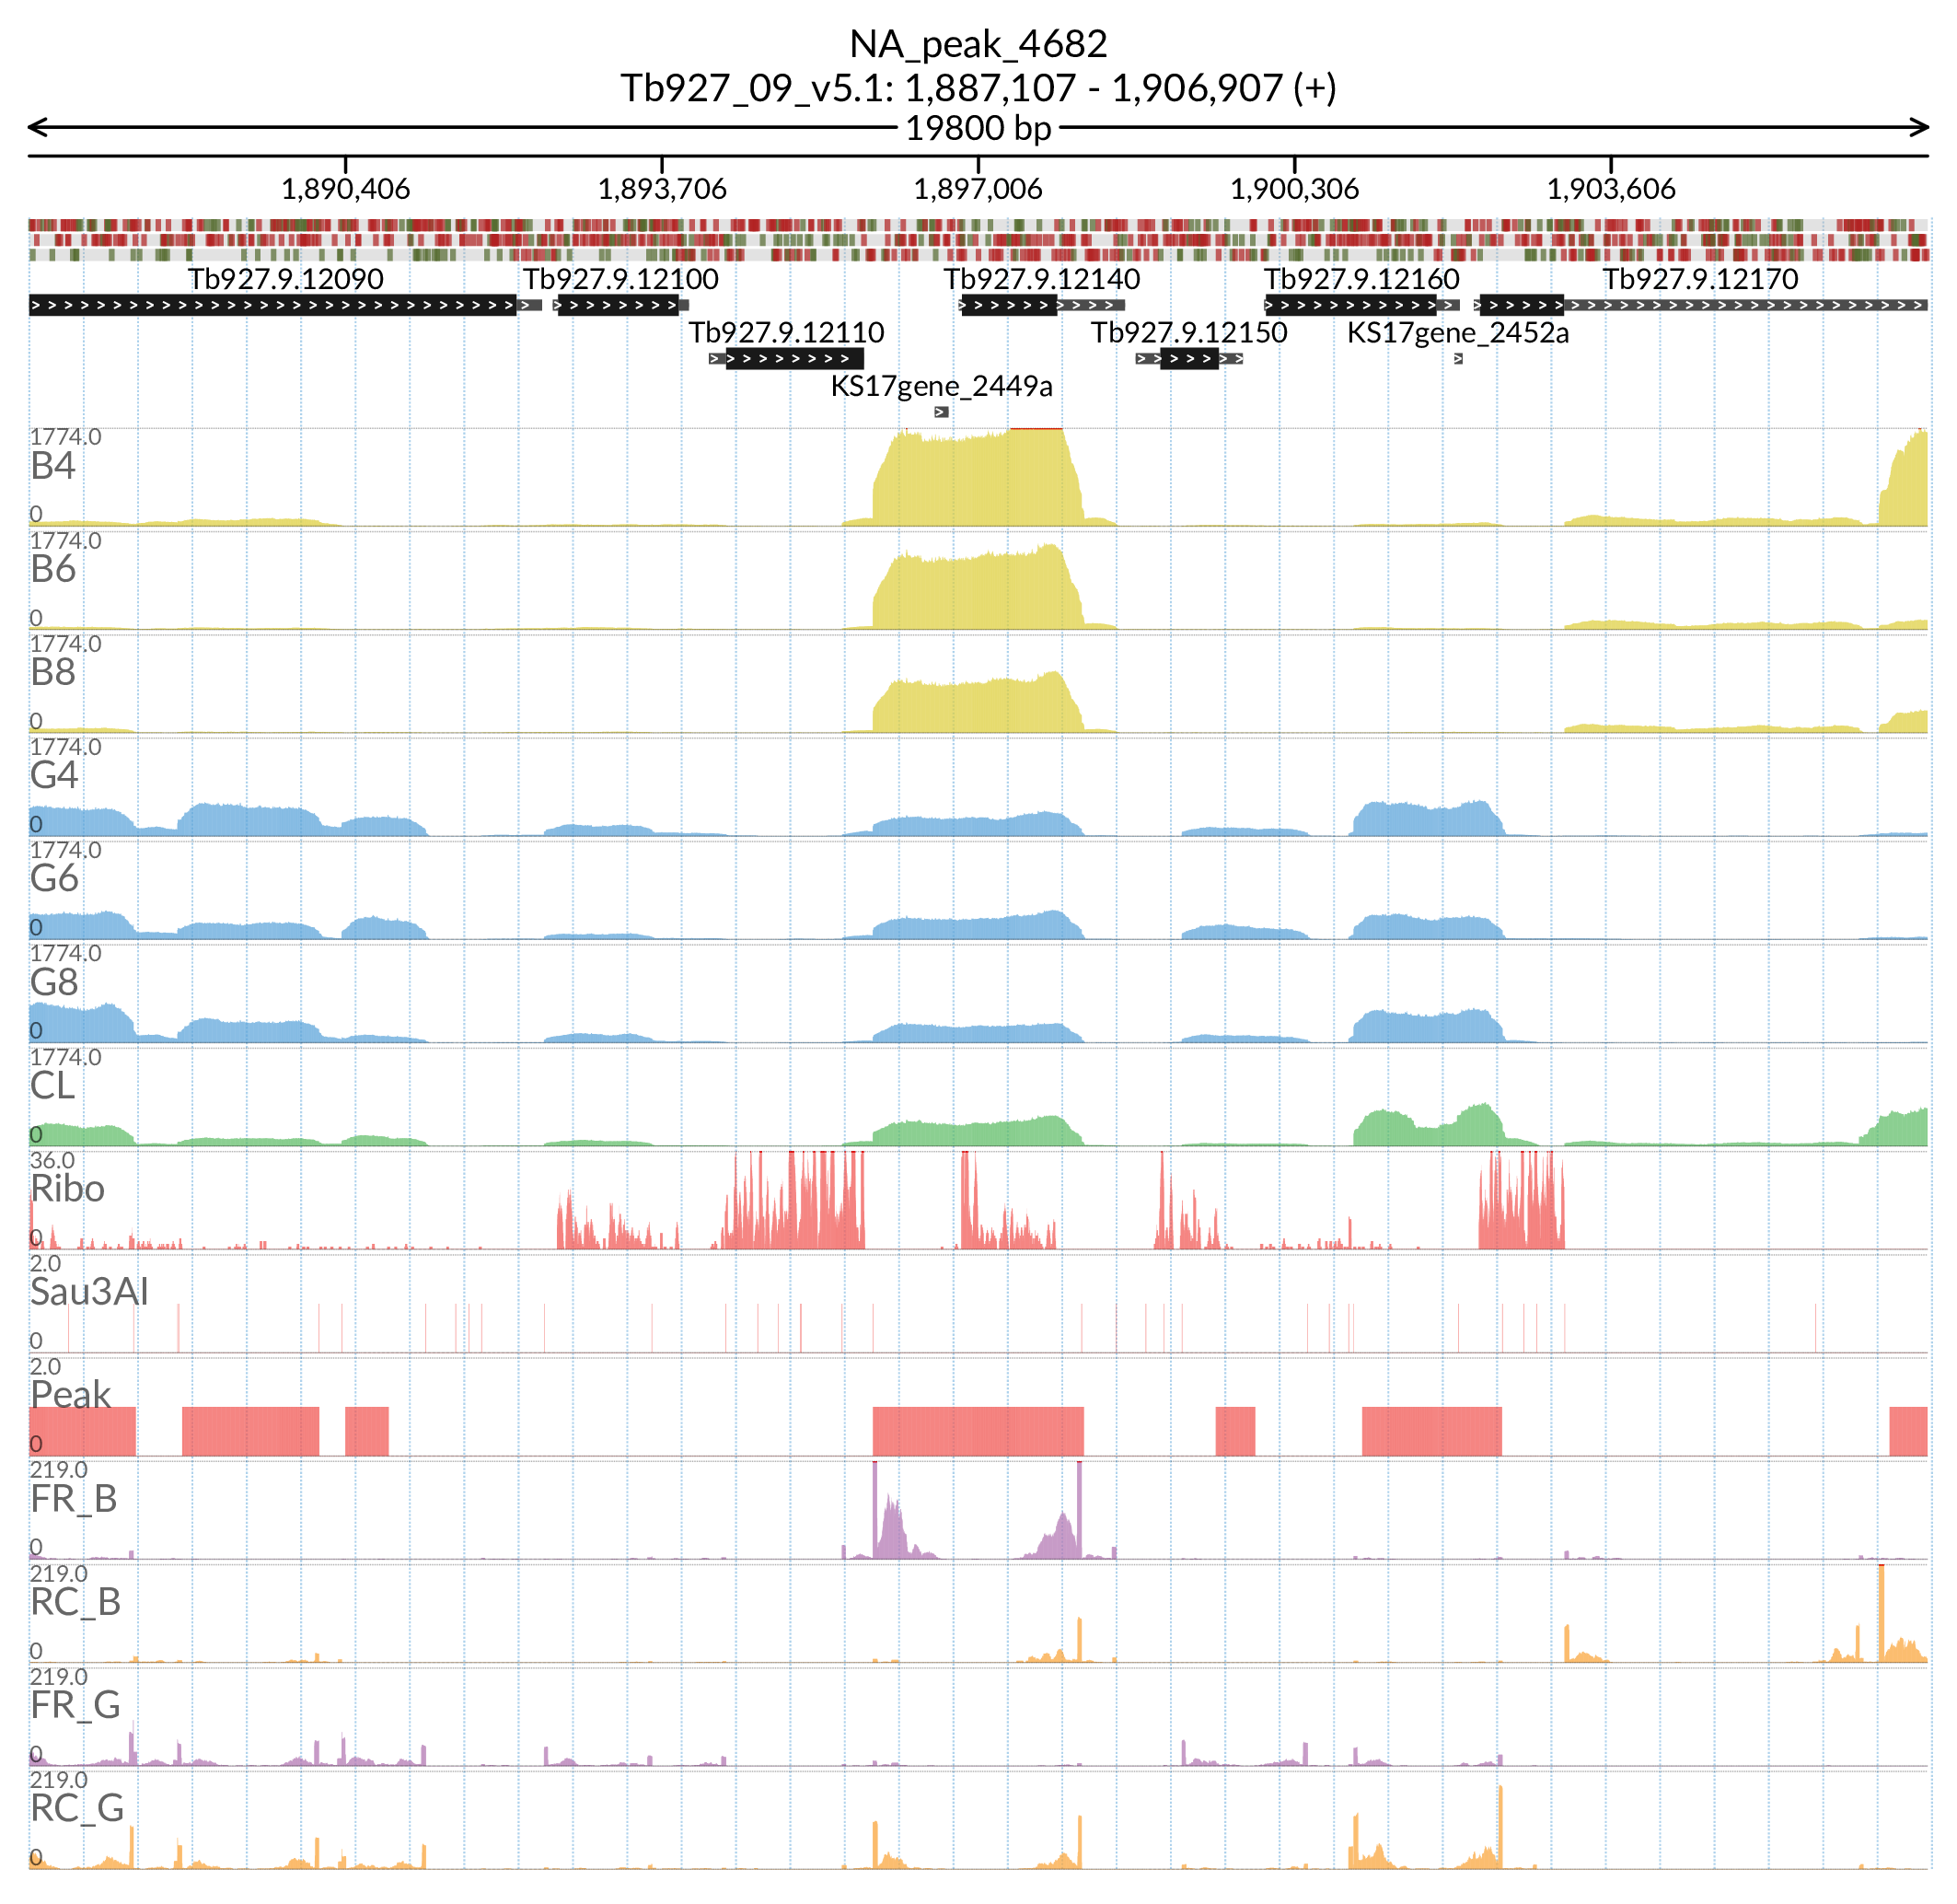 NA_peak_4682
Tb927_09_v5.1: 1,887,107 - 1,906,907 (+)
19800 bp
1,890,406 1,893,706 1,897,006 1,900,306 1,903,606
Tb927.9.12090 Tb927.9.12100 Tb927.9.12140 Tb927.9.12160 Tb927.9.12170
Tb927.9.12110 Tb927.9.12150 KS17gene_2452a
KS17gene_2449a
1774.0
B4
0
1774.0
B6
0
1774.0
B8
0
1774.0
G4
0
1774.0
G6
0
1774.0
G8
0
1774.0
CL
0
36.0
Ribo
0
2.0
Sau3AI
0
2.0
Peak
0
219.0
FR_B
0
219.0
RC_B
0
219.0
FR_G
0
219.0
RC_G
0